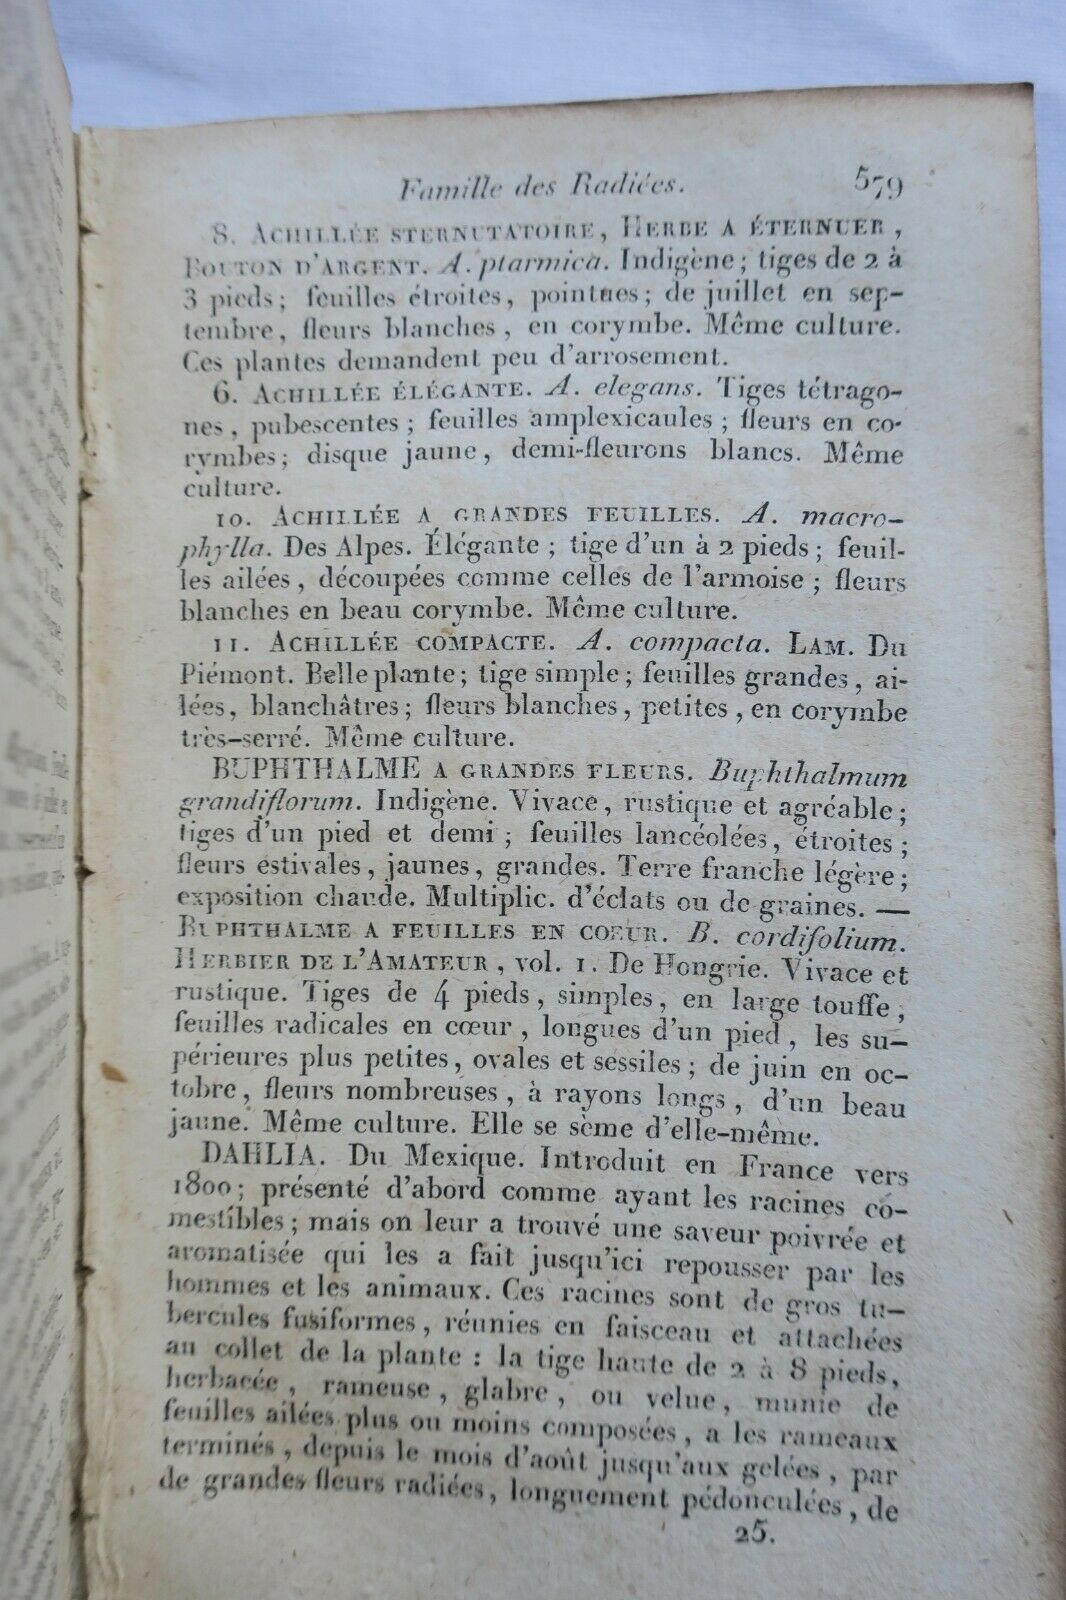 Famille des Radiées. 579
8. Achillée sternutatoire, Herbe a éternuer,
Bouton d'argent. A. ptarmica. Indigène; tiges de 2 à
3 pieds; feuilles étroites, pointues; de juillet en sep-
tembre, fleurs blanches, en corymbe. Même culture.
Ces plantes demandent peu d'arrosement.
6. Achillée élégante. A. elegans. Tiges tétrago-
nes, pubescentes; feuilles amplexicaules; fleurs en co-
rymbes; disque jaune, demi-fleurons blancs. Même
culture.
10. Achillée a grandes feuilles. A. macro-
phylla. Des Alpes. Élégante; tige d'un à 2 pieds; feuil-
les ailées, découpées comme celles de l'armoise; fleurs
blanches en beau corymbe. Même culture.
11. Achillée compacte. A. compacta. Lam. Du
Piémont. Belle plante; tige simple; feuilles grandes, ai-
lées, blanchâtres; fleurs blanches, petites, en corymbe
très-serré. Même culture.
BUPHTHALME a grandes fleurs. Buphthalmum
grandiflorum. Indigène. Vivace, rustique et agréable;
tiges d'un pied et demi; feuilles lancéolées, étroites;
fleurs estivales, jaunes, grandes. Terre franche légère;
exposition chaude. Multiplic. d'éclats ou de graines. —
Buphthalme a feuilles en coeur. B. cordifolium.
Herbier de l'Amateur, vol. 1. De Hongrie. Vivace et
rustique. Tiges de 4 pieds, simples, en large touffe,
feuilles radicales en cœur, longues d'un pied, les su-
périeures plus petites, ovales et sessiles; de juin en oc-
tobre, fleurs nombreuses, à rayons longs, d'un beau
jaune. Même culture. Elle se sème d'elle-même.
DAHLIA. Du Mexique. Introduit en France vers
1800; présenté d'abord comme ayant les racines co-
mestibles; mais on leur a trouvé une saveur poivrée et
aromatisée qui les a fait jusqu'ici repousser par les
hommes et les animaux. Ces racines sont de gros tu-
bercules fusiformes, réunies en faisceau et attachées
au collet de la plante: la tige haute de 2 à 8 pieds,
herbacée, rameuse, glabre, ou velue, munie de
feuilles ailées plus ou moins composées, a les rameaux
terminés, depuis le mois d'août jusqu'aux gelées, par
de grandes fleurs radiées, longuement pédonculées, de
25.